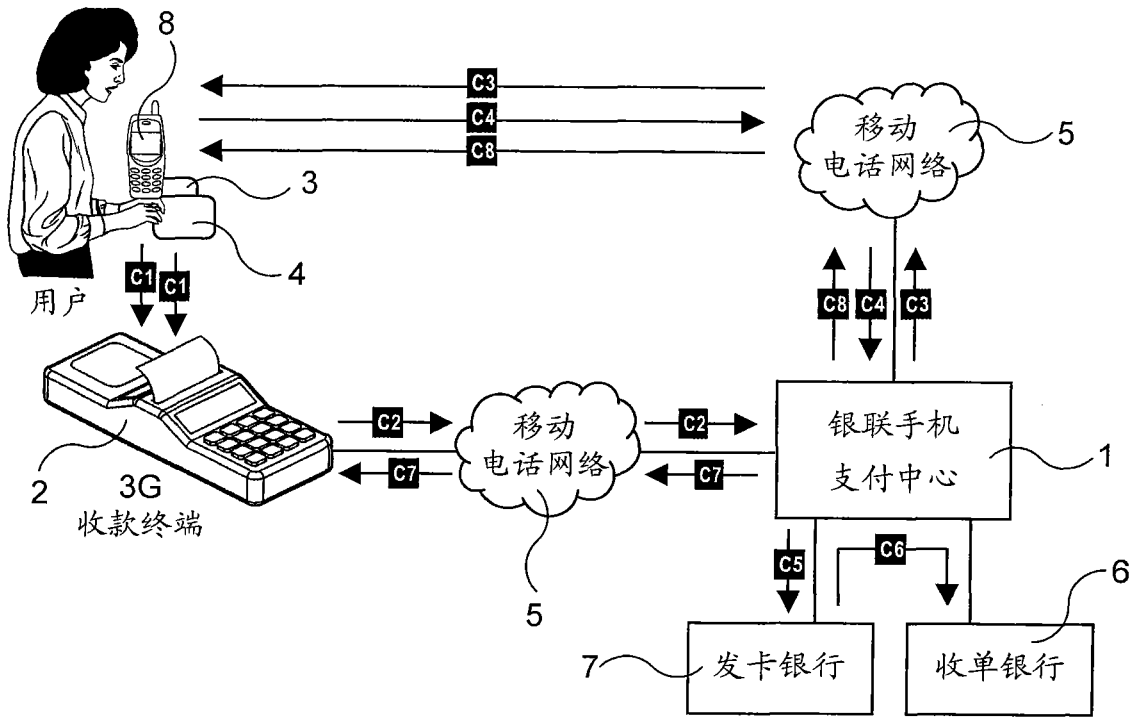 8
C3
C4
C8
移动
电话网络
5
3
4
C1
C1
用户
C8
C4
C3
2
3G
收款终端
C2
C7
移动
电话网络
5
C2
C7
银联手机
支付中心
1
C5
C6
7
发卡银行
收单银行
6